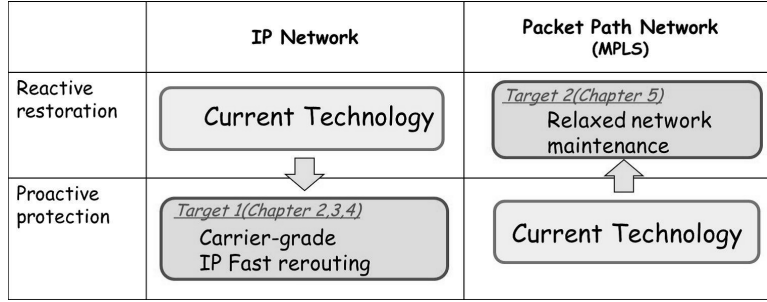 IP Network
Packet Path Network
(MPLS)
Reactive
restoration
Current Technology
Target 2(Chapter 5)
Relaxed network
maintenance
Proactive
protection
Target 1(Chapter 2,3,4)
Carrier-grade
IP Fast rerouting
Current Technology